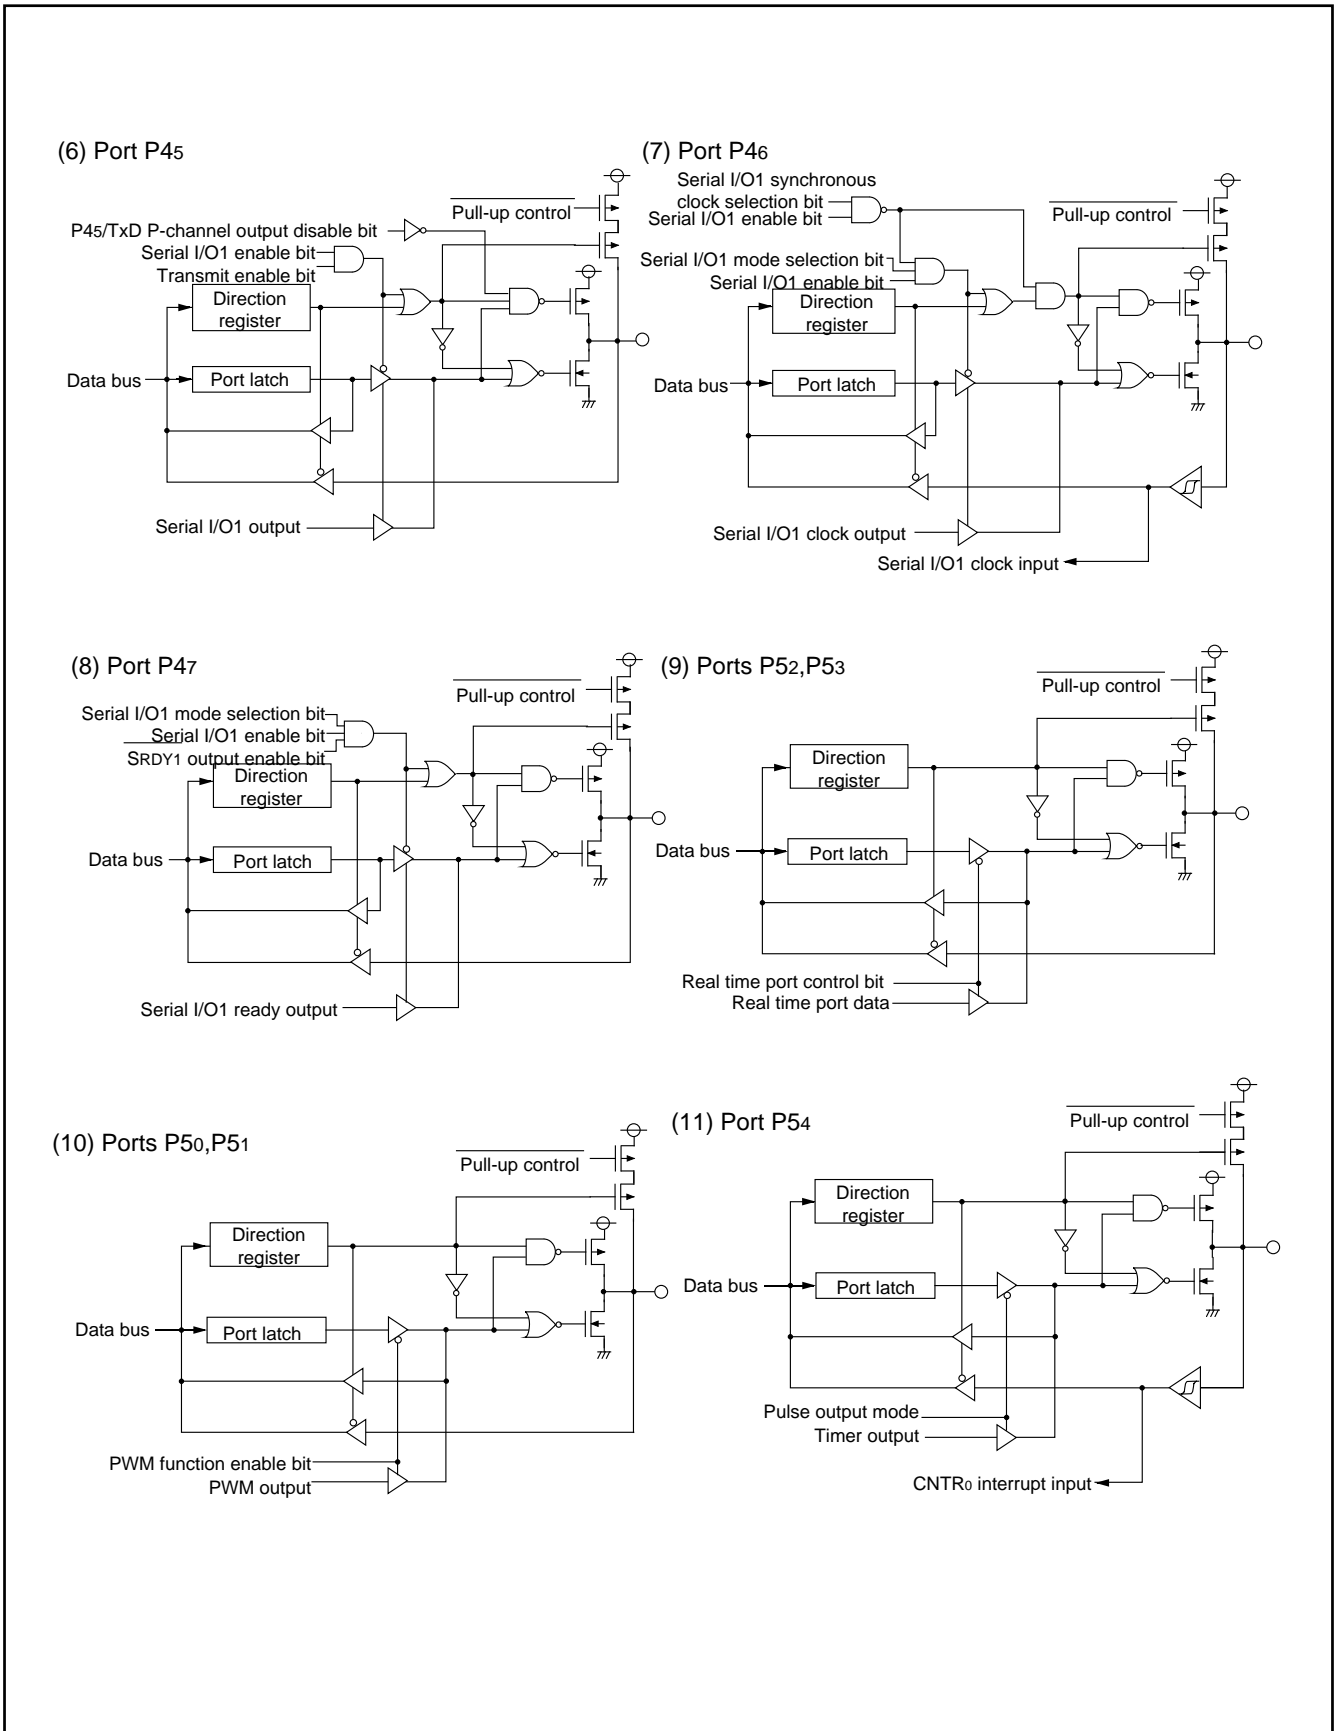 (6) Port P45
Pull-up control
P45/TxD P-channel output disable bit
Serial I/O1 enable bit
Transmit enable bit
Direction
register
Data bus
Port latch
Serial I/O1 output
(7) Port P46
Serial I/O1 synchronous
clock selection bit
Serial I/O1 enable bit
Pull-up control
Serial I/O1 mode selection bit
Serial I/O1 enable bit
Direction
register
Data bus
Port latch
Serial I/O1 clock output
Serial I/O1 clock input
(8) Port P47
Pull-up control
Serial I/O1 mode selection bit
Serial I/O1 enable bit
SRDY1 output enable bit
Direction
register
Data bus
Port latch
Serial I/O1 ready output
(9) Ports P52,P53
Pull-up control
Direction
register
Data bus
Port latch
Real time port control bit
Real time port data
(10) Ports P50,P51
Pull-up control
Direction
register
Data bus
Port latch
PWM function enable bit
PWM output
(11) Port P54
Pull-up control
Direction
register
Data bus
Port latch
Pulse output mode
Timer output
CNTR0 interrupt input